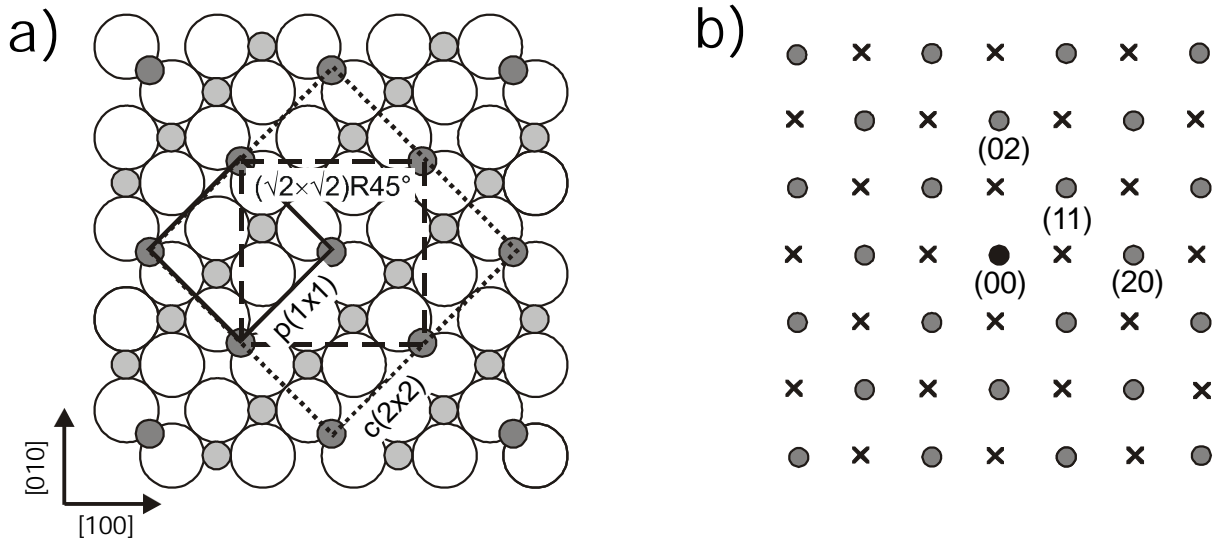 a)
(√2×√2)R45°
p(1x1)
c(2x2)
[010]
[100]
b)
(02)
(11)
(00)
(20)